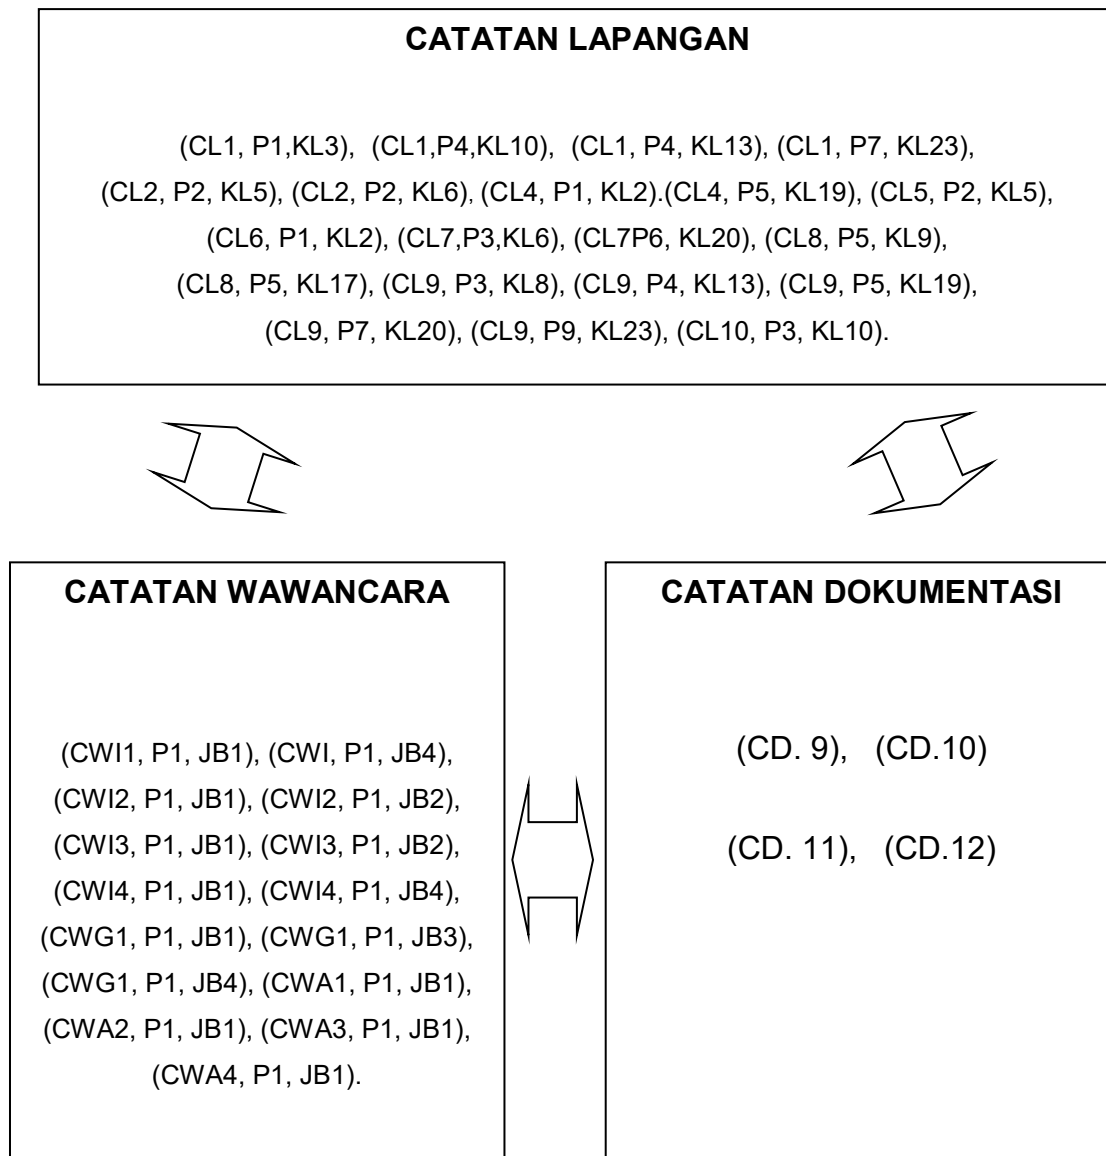 CATATAN LAPANGAN
(CL1, P1,KL3), (CL1,P4,KL10), (CL1, P4, KL13), (CL1, P7, KL23),
(CL2, P2, KL5), (CL2, P2, KL6), (CL4, P1, KL2).(CL4, P5, KL19), (CL5, P2, KL5),
(CL6, P1, KL2), (CL7,P3,KL6), (CL7P6, KL20), (CL8, P5, KL9),
(CL8, P5, KL17), (CL9, P3, KL8), (CL9, P4, KL13), (CL9, P5, KL19),
(CL9, P7, KL20), (CL9, P9, KL23), (CL10, P3, KL10).
CATATAN WAWANCARA
(CWI1, P1, JB1), (CWI, P1, JB4),
(CWI2, P1, JB1), (CWI2, P1, JB2),
(CWI3, P1, JB1), (CWI3, P1, JB2),
(CWI4, P1, JB1), (CWI4, P1, JB4),
(CWG1, P1, JB1), (CWG1, P1, JB3),
(CWG1, P1, JB4), (CWA1, P1, JB1),
(CWA2, P1, JB1), (CWA3, P1, JB1),
(CWA4, P1, JB1).
CATATAN DOKUMENTASI
(CD. 9), (CD.10)
(CD. 11), (CD.12)